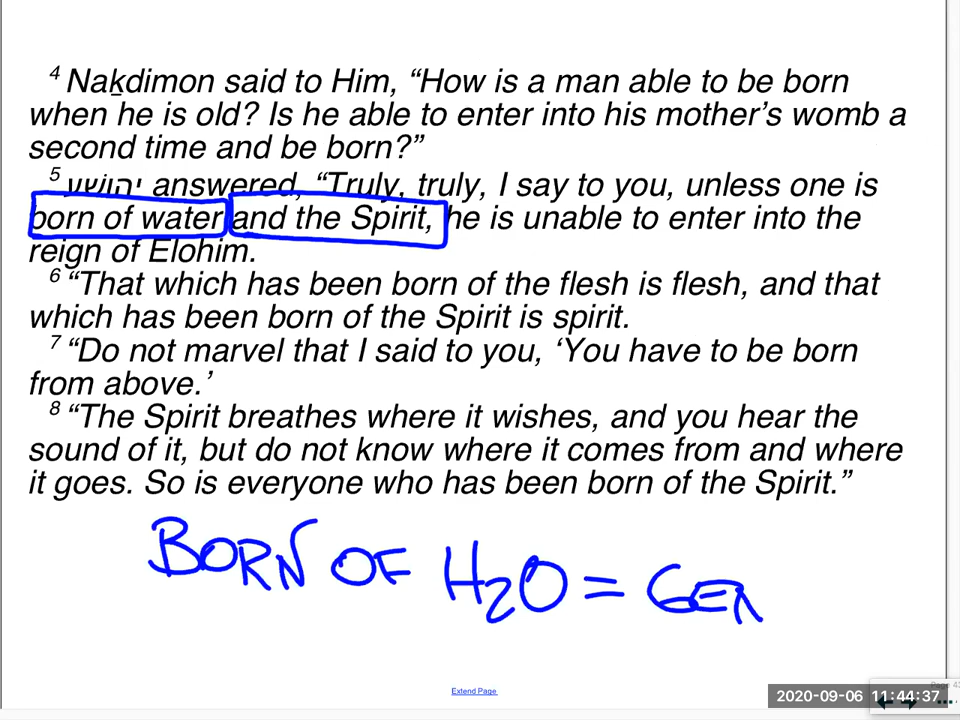 4 Naḵdimon said to Him, “How is a man able to be born
when he is old? Is he able to enter into his mother’s womb a
second time and be born?”
5 יהושע answered, “Truly, truly, I say to you, unless one is
born of water and the Spirit, he is unable to enter into the
reign of Elohim.
6 “That which has been born of the flesh is flesh, and that
which has been born of the Spirit is spirit.
7 “Do not marvel that I said to you, ‘You have to be born
from above.’
8 “The Spirit breathes where it wishes, and you hear the
sound of it, but do not know where it comes from and where
it goes. So is everyone who has been born of the Spirit.”
BORN OF H2O =
Extend Page
2020-09-06 11:44:37